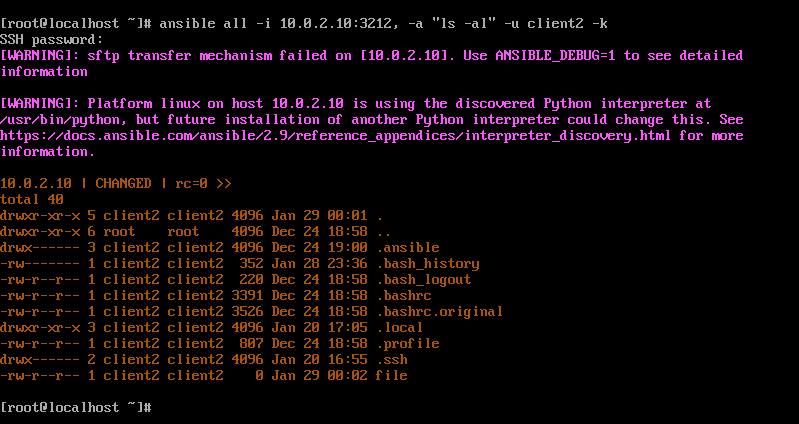 [root@localhost ~]# ansible all -i 10.0.2.10:3212, -a "ls -al" -u client2 -k
SSH password:
[WARNING]: sftp transfer mechanism failed on [10.0.2.10]. Use ANSIBLE_DEBUG=1 to see detailed
information
[WARNING]: Platform linux on host 10.0.2.10 is using the discovered Python interpreter at
/usr/bin/python, but future installation of another Python interpreter could change this. See
https://docs.ansible.com/ansible/2.9/reference_appendices/interpreter_discovery.html for more
information.
10.0.2.10 | CHANGED | rc=0 >>
total 40
drwxr-xr-x 5 client2 client2 4096 Jan 29 00:01 .
drwxr-xr-x 6 root    root    4096 Dec 24 18:58 ..
drwx------ 3 client2 client2 4096 Dec 24 19:00 .ansible
-rw------- 1 client2 client2  352 Jan 28 23:36 .bash_history
-rw-r--r-- 1 client2 client2  220 Dec 24 18:58 .bash_logout
-rw-r--r-- 1 client2 client2 3391 Dec 24 18:58 .bashrc
-rw-r--r-- 1 client2 client2 3526 Dec 24 18:58 .bashrc.original
drwxr-xr-x 3 client2 client2 4096 Jan 20 17:05 .local
-rw-r--r-- 1 client2 client2  807 Dec 24 18:58 .profile
drwx------ 2 client2 client2 4096 Jan 20 16:55 .ssh
-rw-r--r-- 1 client2 client2    0 Jan 29 00:02 file
[root@localhost ~]#